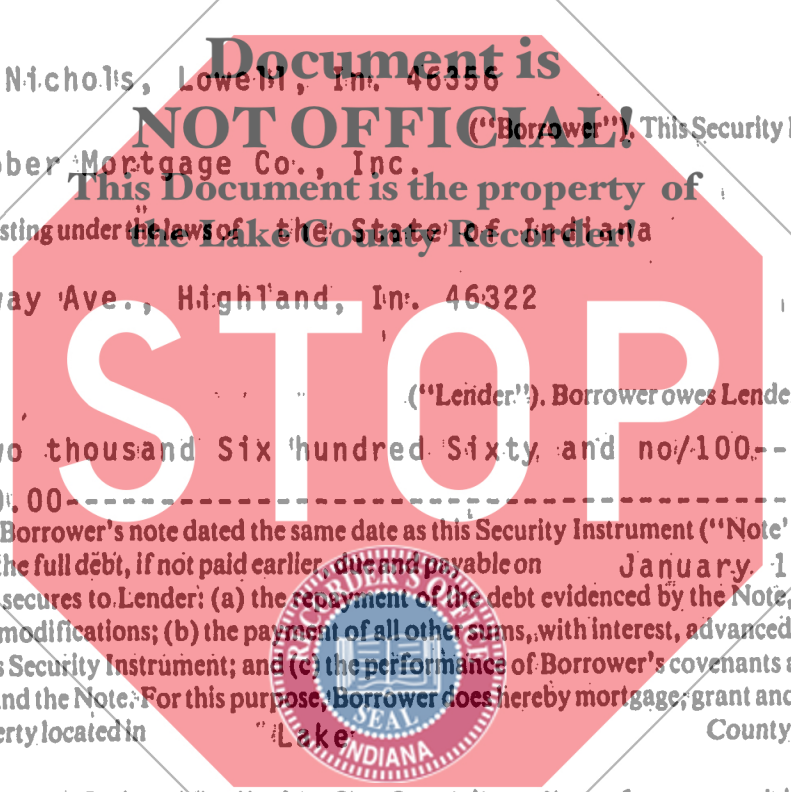 Document is
Nichols, Lowell, In. 46356
NOT OFFICIAL!
("Borrower"). This Security
ber Mortgage Co., Inc.
This Document is the property of
sting under the laws of the State of Indiana
the Lake County Recorder!
ay Ave., Highland, In. 46322
STOP
("Lender"). Borrower owes Lende
o thousand Six hundred Sixty and no/100--
.00--------------------------------------------
Borrower's note dated the same date as this Security Instrument ("Note'
he full debt, if not paid earlier, due and payable on January 1
secures to Lender: (a) the repayment of the debt evidenced by the Note,
modifications; (b) the payment of all other sums, with interest, advanced
s Security Instrument; and (c) the performance of Borrower's covenants a
nd the Note. For this purpose, Borrower does hereby mortgage, grant and
erty located in Lake County
RECORDER'S OFFICE
SEAL
INDIANA